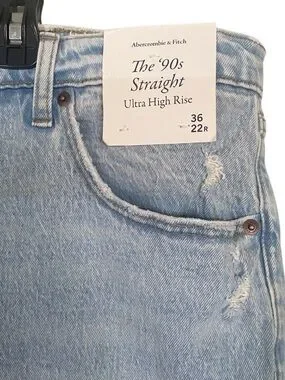 Abercrombie & Fitch
The '90s
Straight
Ultra High Rise
36
22R